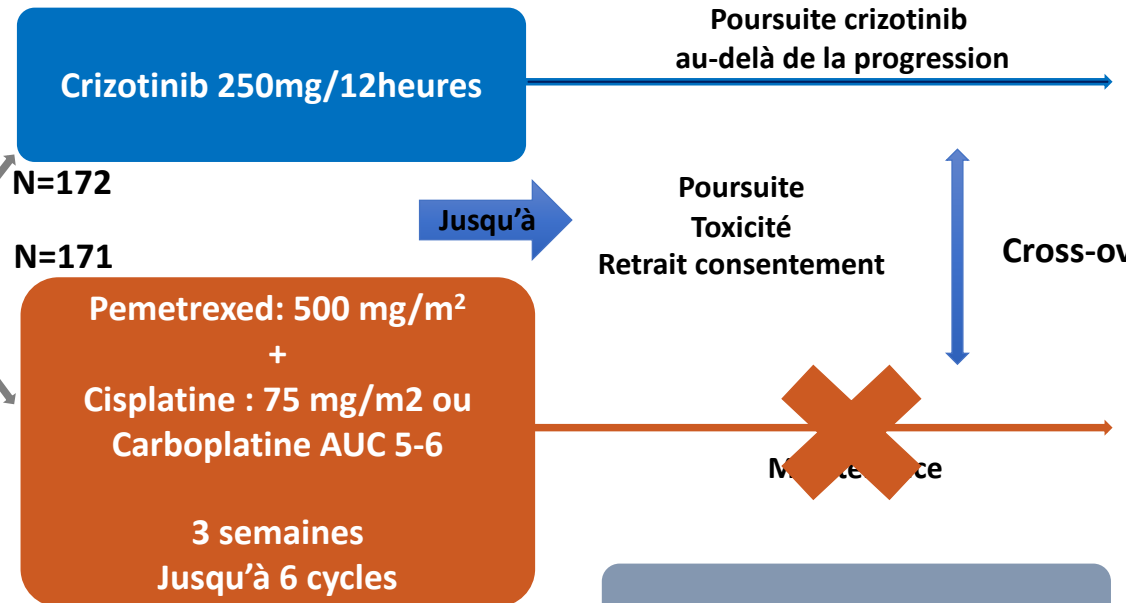 Crizotinib 250mg/12heures
Poursuite crizotinib
au-delà de la progression
N=172
Jusqu'à
Poursuite
Toxicité
Retrait consentement
N=171
Pemetrexed: 500 mg/m²
+
Cisplatine : 75 mg/m2 ou
Carboplatine AUC 5-6
3 semaines
Jusqu'à 6 cycles